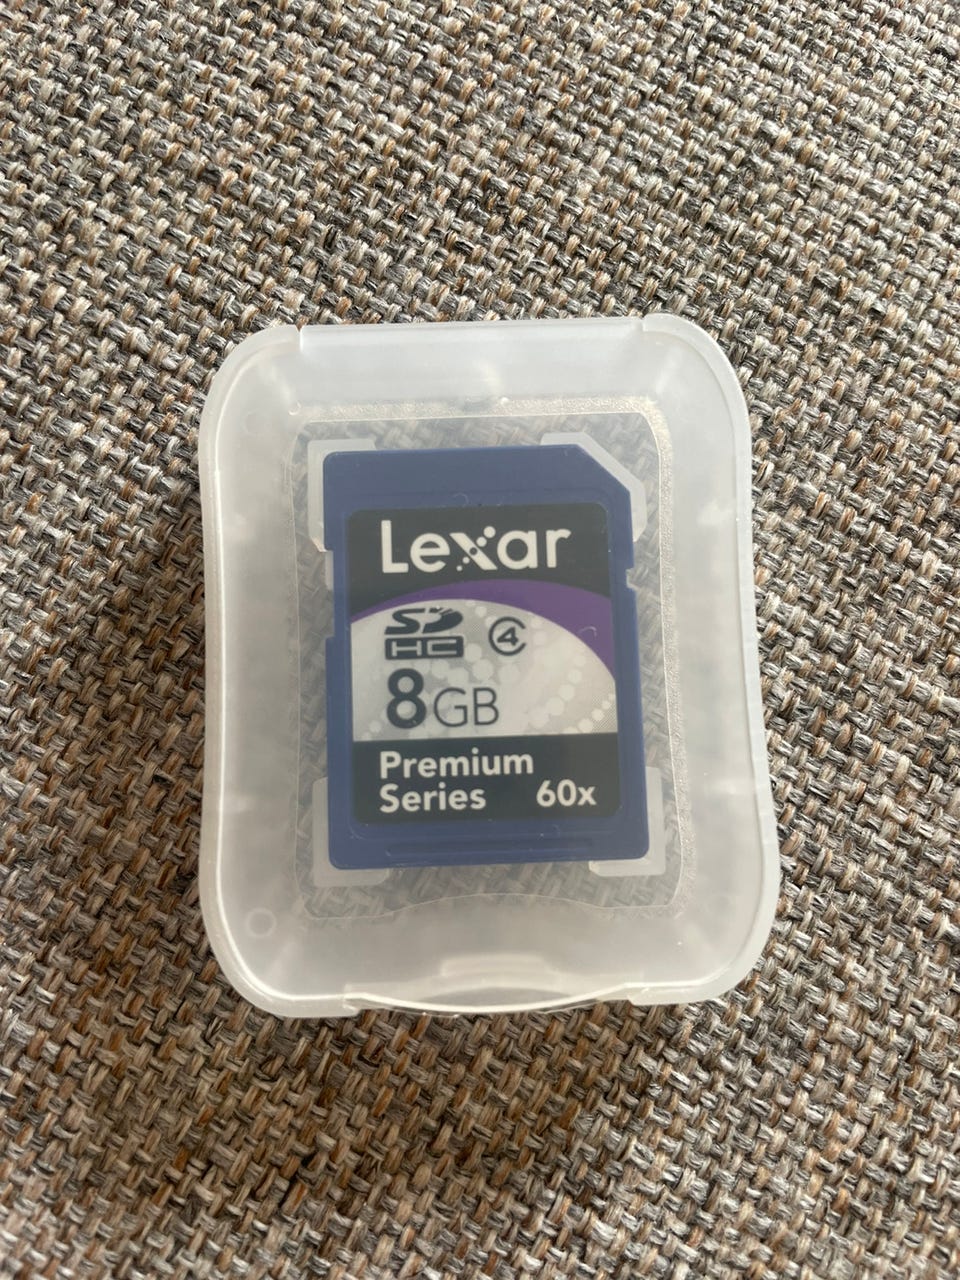 Lexar
SD
HC 4
8GB
Premium
Series 60x